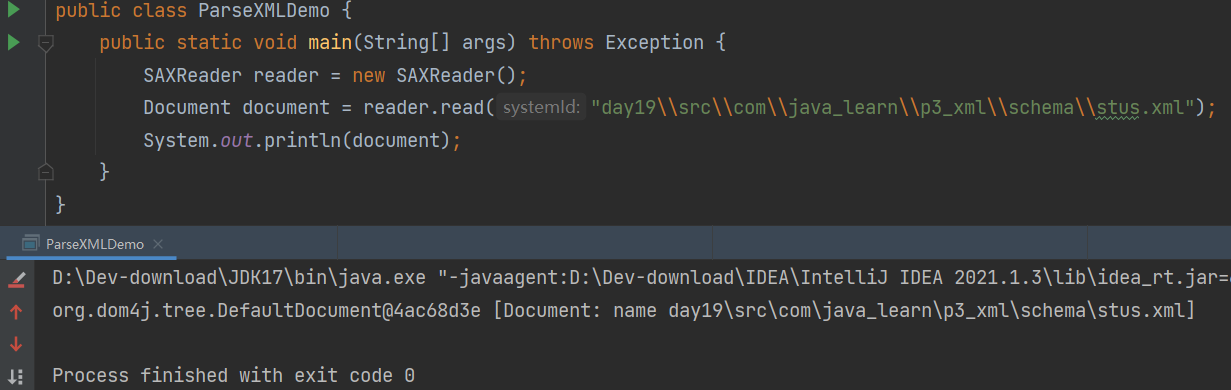 public class ParseXMLDemo {
public static void main(String[] args) throws Exception {
SAXReader reader = new SAXReader();
Document document = reader.read( systemId: "day19\\src\\com\\java_learn\\p3_xml\\schema\\stus.xml");
System.out.println(document);
}
}
ParseXMLDemo ×
D:\Dev-download\JDK17\bin\java.exe "-javaagent:D:\Dev-download\IDEA\IntelliJ IDEA 2021.1.3\lib\idea_rt.jar=
org.dom4j.tree.DefaultDocument@4ac68d3e [Document: name day19\src\com\java_learn\p3_xml\schema\stus.xml]
Process finished with exit code 0